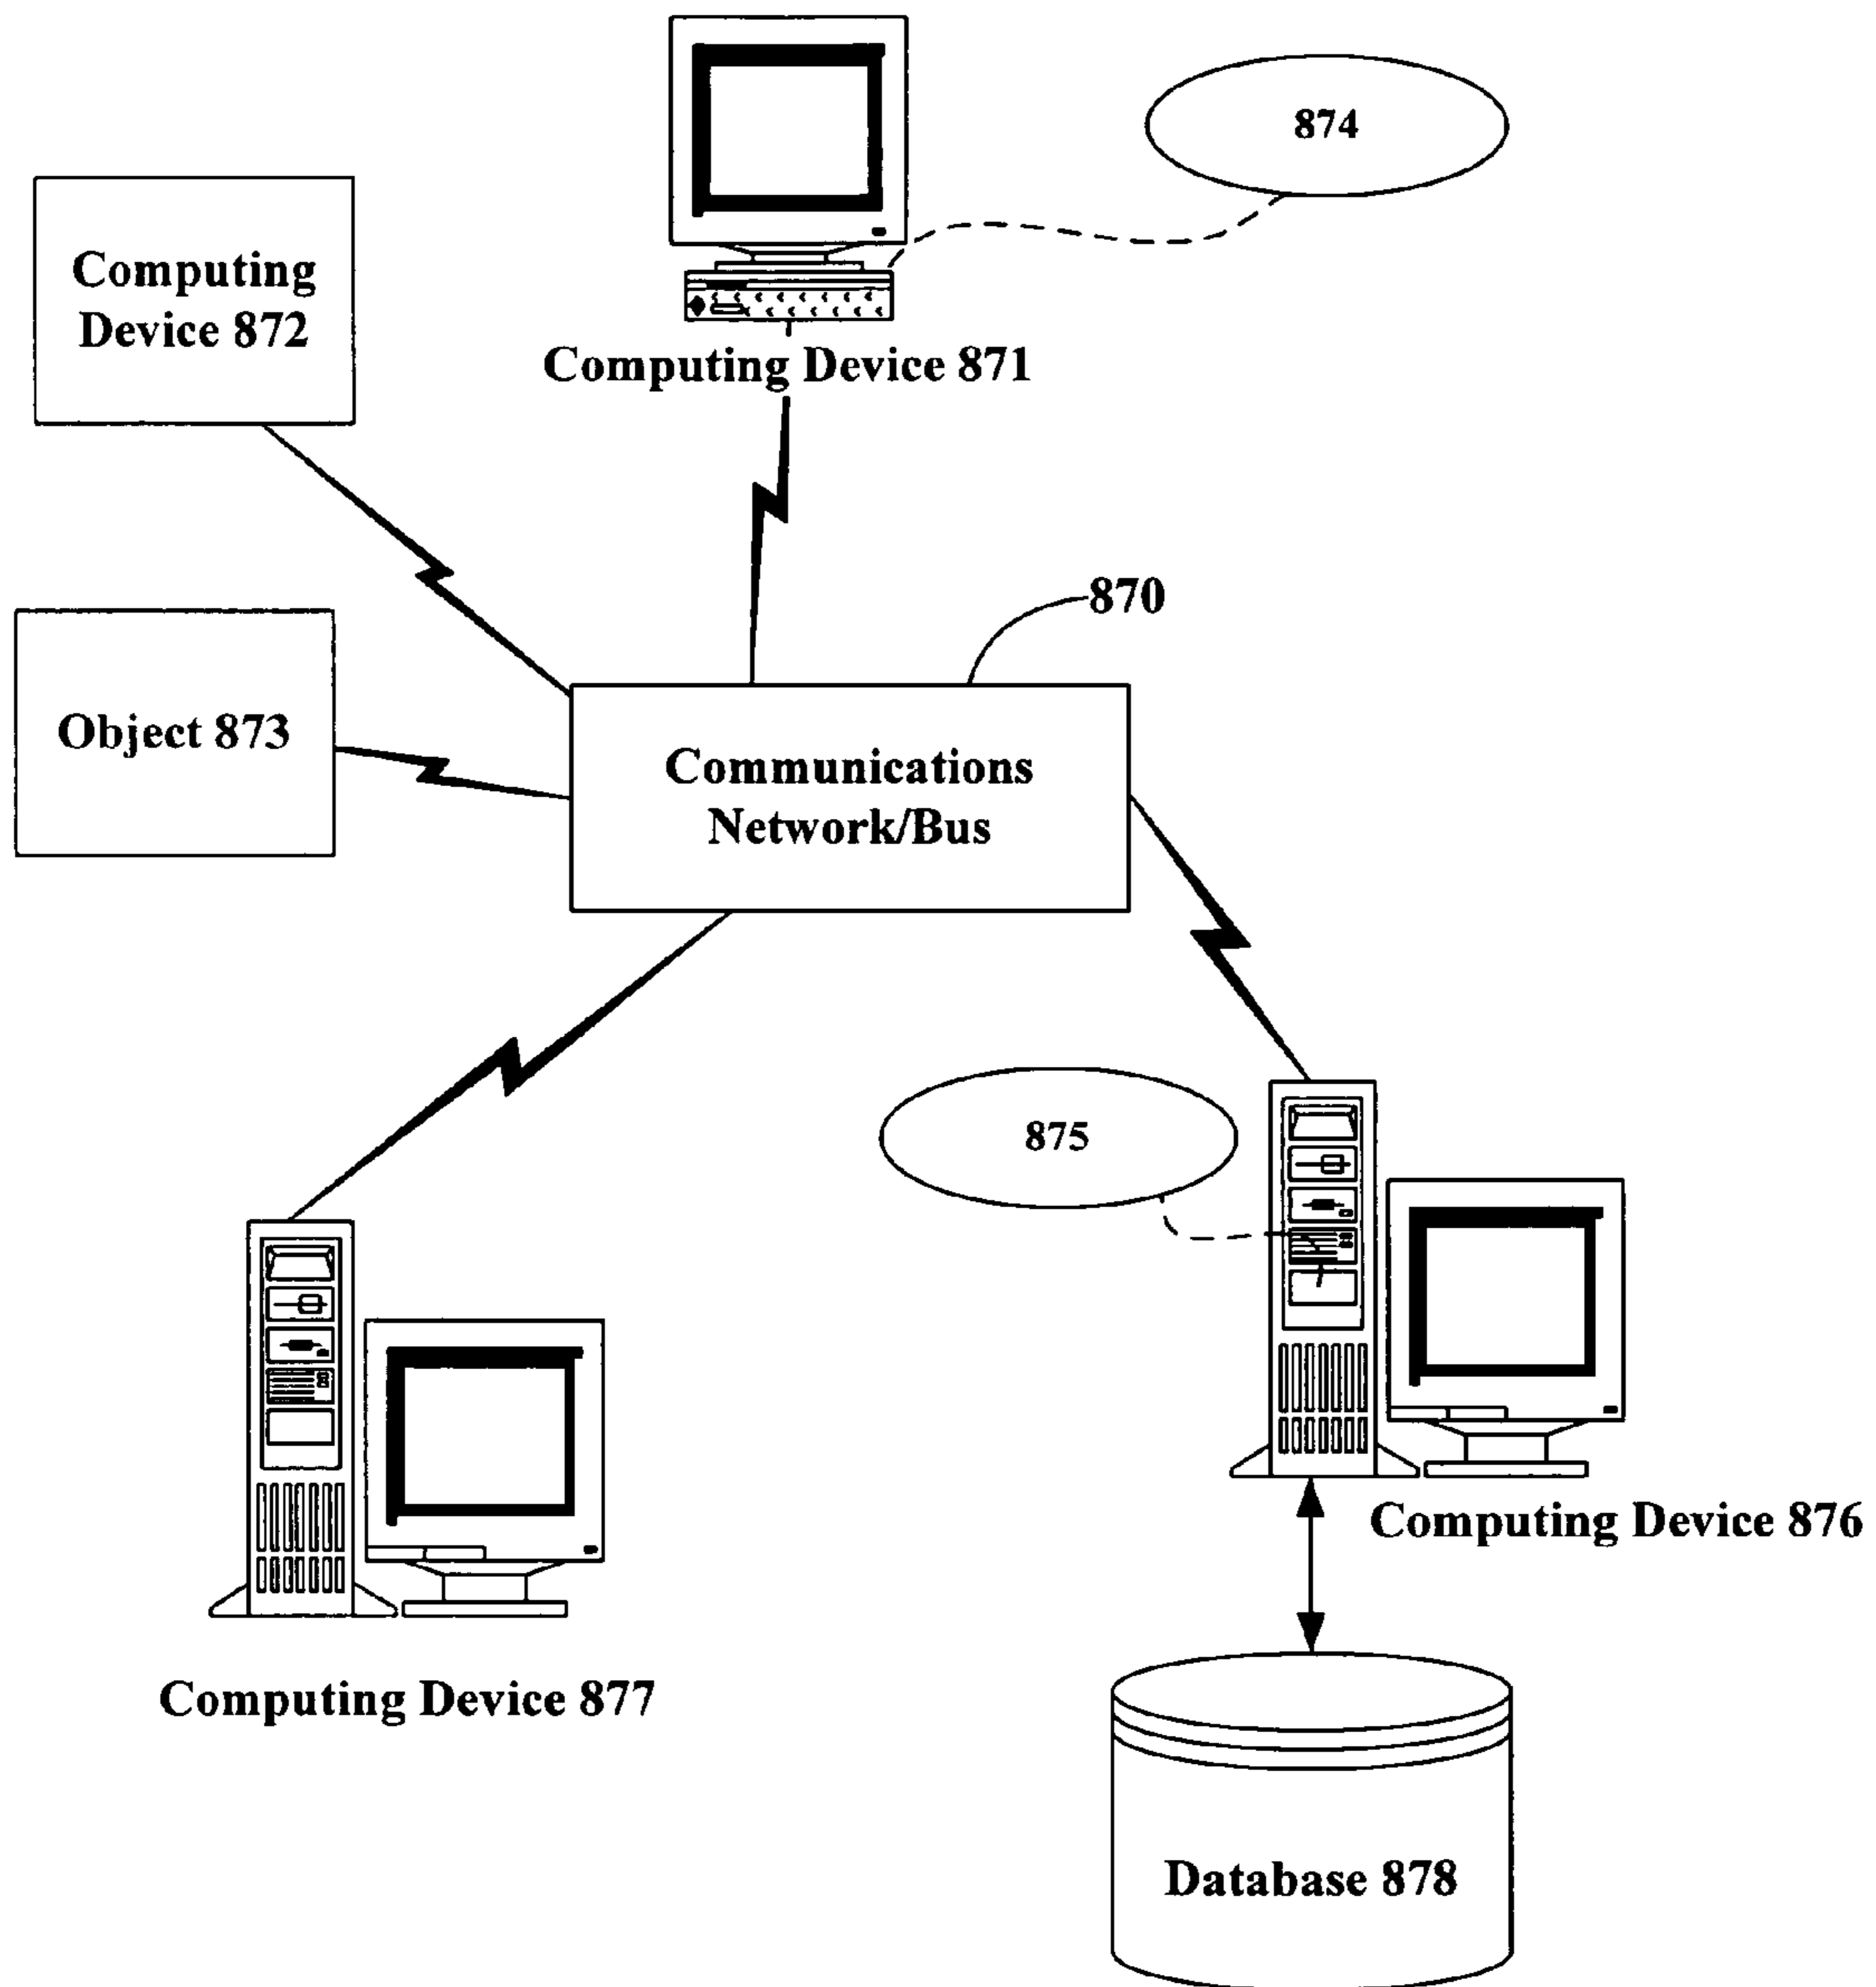 874
Computing
Device 872
Computing Device 871
870
Object 873
Communications
Network/Bus
875
Computing Device 876
Computing Device 877
Database 878